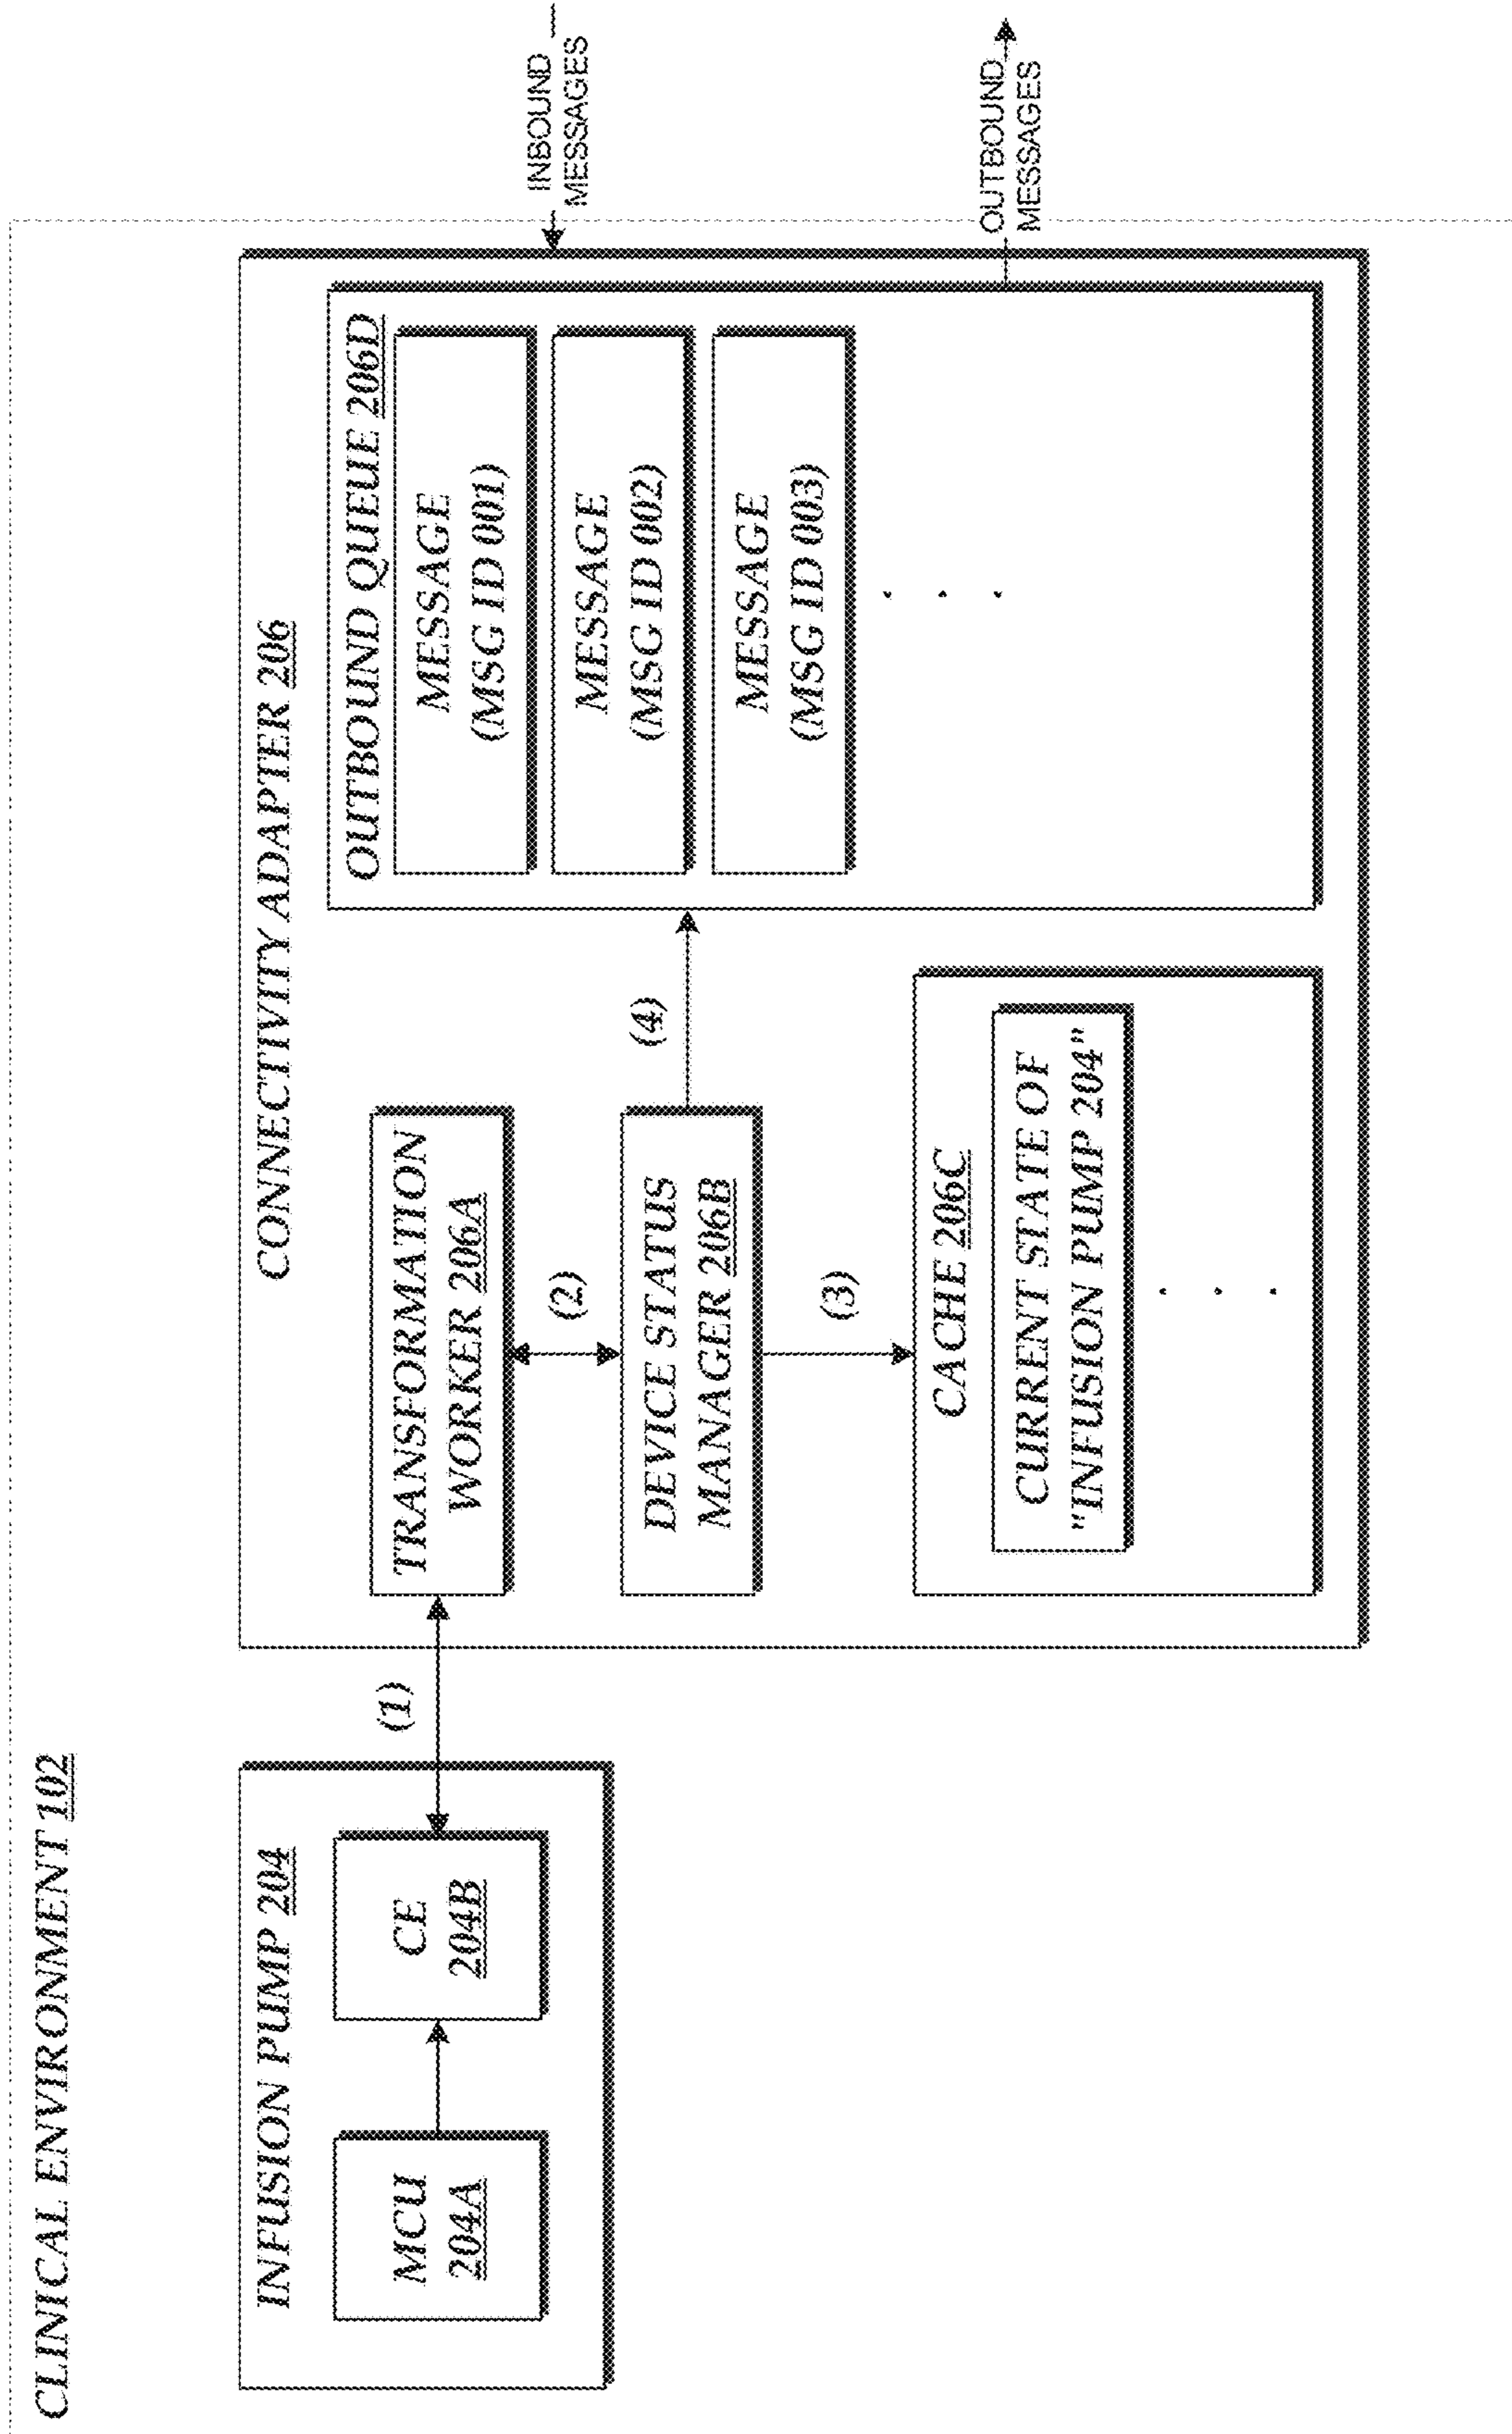 CLINICAL ENVIRONMENT 102
INFUSION PUMP 204
MCU
204A
CE
204B
(1)
CONNECTIVITY ADAPTER 206
TRANSFORMATION
WORKER 206A
(2)
DEVICE STATUS
MANAGER 206B
(3)
(4)
CACHE 206C
CURRENT STATE OF
"INFUSION PUMP 204"
OUTBOUND QUEUE 206D
MESSAGE
(MSG ID 001)
MESSAGE
(MSG ID 002)
MESSAGE
(MSG ID 003)
INBOUND
MESSAGES
OUTBOUND
MESSAGES